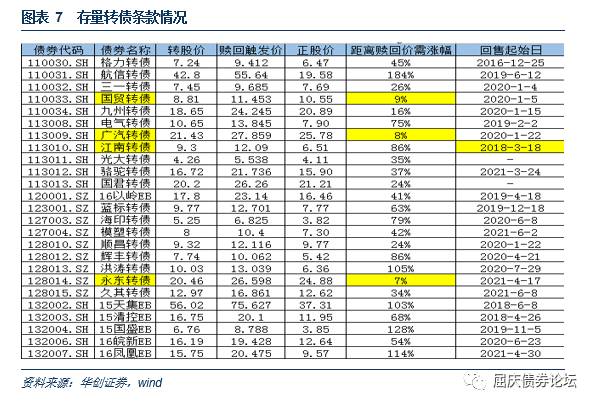 图表 7 存量转债条款情况
债券代码 债券名称 转股价 赎回触发价 正股价 距离赎回价需涨幅 回售起始日
110030.SH 格力转债 7.24 9.412 6.47 45% 2016-12-25
110031.SH 航信转债 42.8 55.64 19.58 184% 2019-6-12
110032.SH 三一转债 7.45 9.685 7.69 26% 2020-1-4
110033.SH 国贸转债 8.81 11.453 10.55 9% 2020-1-5
110034.SH 九州转债 18.65 24.245 20.89 16% 2020-1-15
113008.SH 电气转债 10.65 13.845 7.90 75% 2019-2-2
113009.SH 广汽转债 21.43 27.859 25.78 8% 2020-1-22
113010.SH 江南转债 9.3 12.09 6.51 86% 2018-3-18
113011.SH 光大转债 4.26 5.538 4.11 35% -
113012.SH 骆驼转债 16.72 21.736 15.90 37% 2021-3-24
113013.SH 国君转债 20.2 26.26 21.21 24% -
120001.SZ 16以岭EB 17.8 23.14 16.46 41% 2019-4-18
123001.SZ 蓝标转债 9.77 12.701 7.77 63% 2019-12-18
127003.SZ 海印转债 5.25 6.825 3.82 79% 2020-6-8
127004.SZ 模塑转债 8 10.4 7.30 42% 2021-6-2
128010.SZ 顺昌转债 9.32 12.116 9.77 24% 2020-1-22
128012.SZ 辉丰转债 7.74 10.062 5.42 86% 2020-4-21
128013.SZ 洪涛转债 10.03 13.039 6.36 105% 2020-7-29
128014.SZ 永东转债 20.46 26.598 24.88 7% 2021-4-17
128015.SZ 久其转债 12.97 16.861 12.62 34% 2021-6-8
132002.SH 15天集EB 56.02 75.627 37.31 103% 2018-6-8
132003.SH 15清控EB 16.75 20.1 11.95 68% 2018-4-26
132004.SH 15国盛EB 6.76 8.788 3.85 128% 2019-11-5
132006.SH 16皖新EB 16.19 19.428 12.64 54% 2020-6-23
132007.SH 16凤凰EB 15.75 20.475 9.57 114% 2021-4-30
资料来源：华创证券，wind
屈庆债券论坛